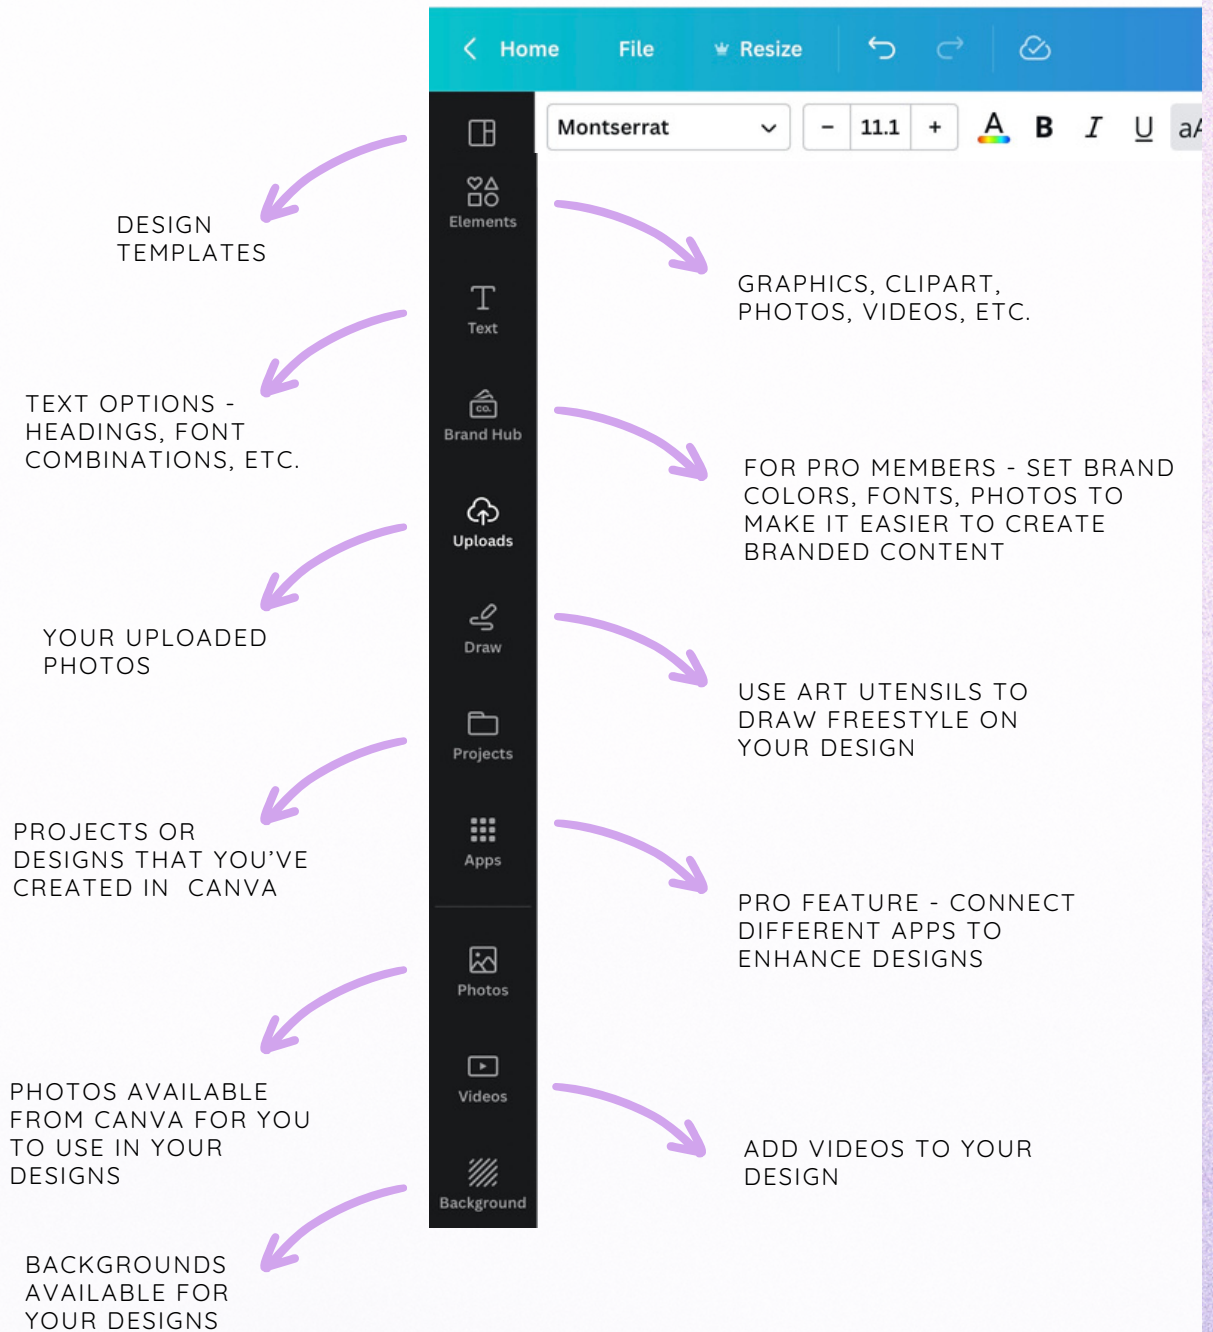 Home File Resize
Montserrat - 11.1 + A B I U aA
DESIGN
TEMPLATES
Elements
GRAPHICS, CLIPART,
PHOTOS, VIDEOS, ETC.
T
Text
TEXT OPTIONS -
HEADINGS, FONT
COMBINATIONS, ETC.
CO.
Brand Hub
FOR PRO MEMBERS - SET BRAND
COLORS, FONTS, PHOTOS TO
MAKE IT EASIER TO CREATE
BRANDED CONTENT
Uploads
YOUR UPLOADED
PHOTOS
Draw
USE ART UTENSILS TO
DRAW FREESTYLE ON
YOUR DESIGN
Projects
PROJECTS OR
DESIGNS THAT YOU’VE
CREATED IN  CANVA
Apps
PRO FEATURE - CONNECT
DIFFERENT APPS TO
ENHANCE DESIGNS
Photos
PHOTOS AVAILABLE
FROM CANVA FOR YOU
TO USE IN YOUR
DESIGNS
Videos
ADD VIDEOS TO YOUR
DESIGN
Background
BACKGROUNDS
AVAILABLE FOR
YOUR DESIGNS